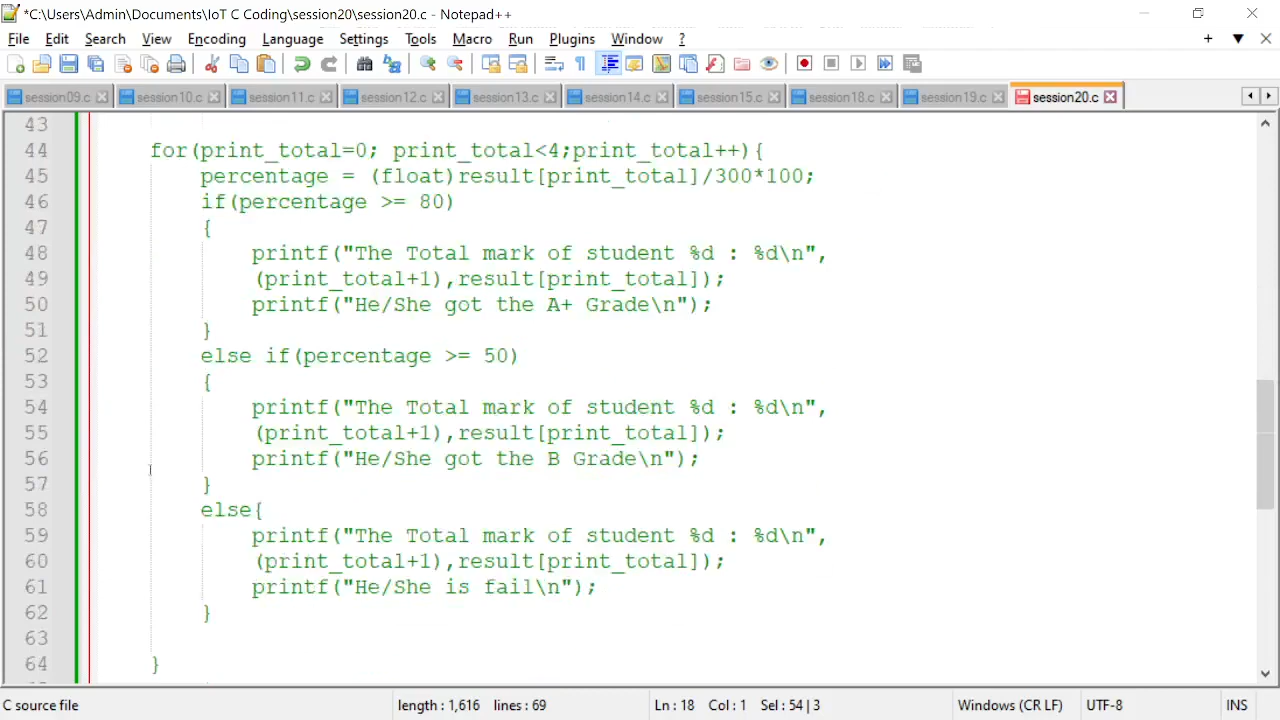 *C:\Users\Admin\Documents\IoT C Coding\session20\session20.c - Notepad++
File Edit Search View Encoding Language Settings Tools Macro Run Plugins Window ?
session09.c session10.c session11.c session12.c session13.c session14.c session15.c session18.c session19.c session20.c
43
44 for(print_total=0; print_total<4;print_total++){
45 percentage = (float)result[print_total]/300*100;
46 if(percentage >= 80)
47 {
48 printf("The Total mark of student %d : %d\n",
49 (print_total+1),result[print_total]);
50 printf("He/She got the A+ Grade\n");
51 }
52 else if(percentage >= 50)
53 {
54 printf("The Total mark of student %d : %d\n",
55 (print_total+1),result[print_total]);
56 printf("He/She got the B Grade\n");
57 }
58 else{
59 printf("The Total mark of student %d : %d\n",
60 (print_total+1),result[print_total]);
61 printf("He/She is fail\n");
62 }
63
64 }
C source file length : 1,616 lines : 69 Ln : 18 Col : 1 Sel : 54 | 3 Windows (CR LF) UTF-8 INS